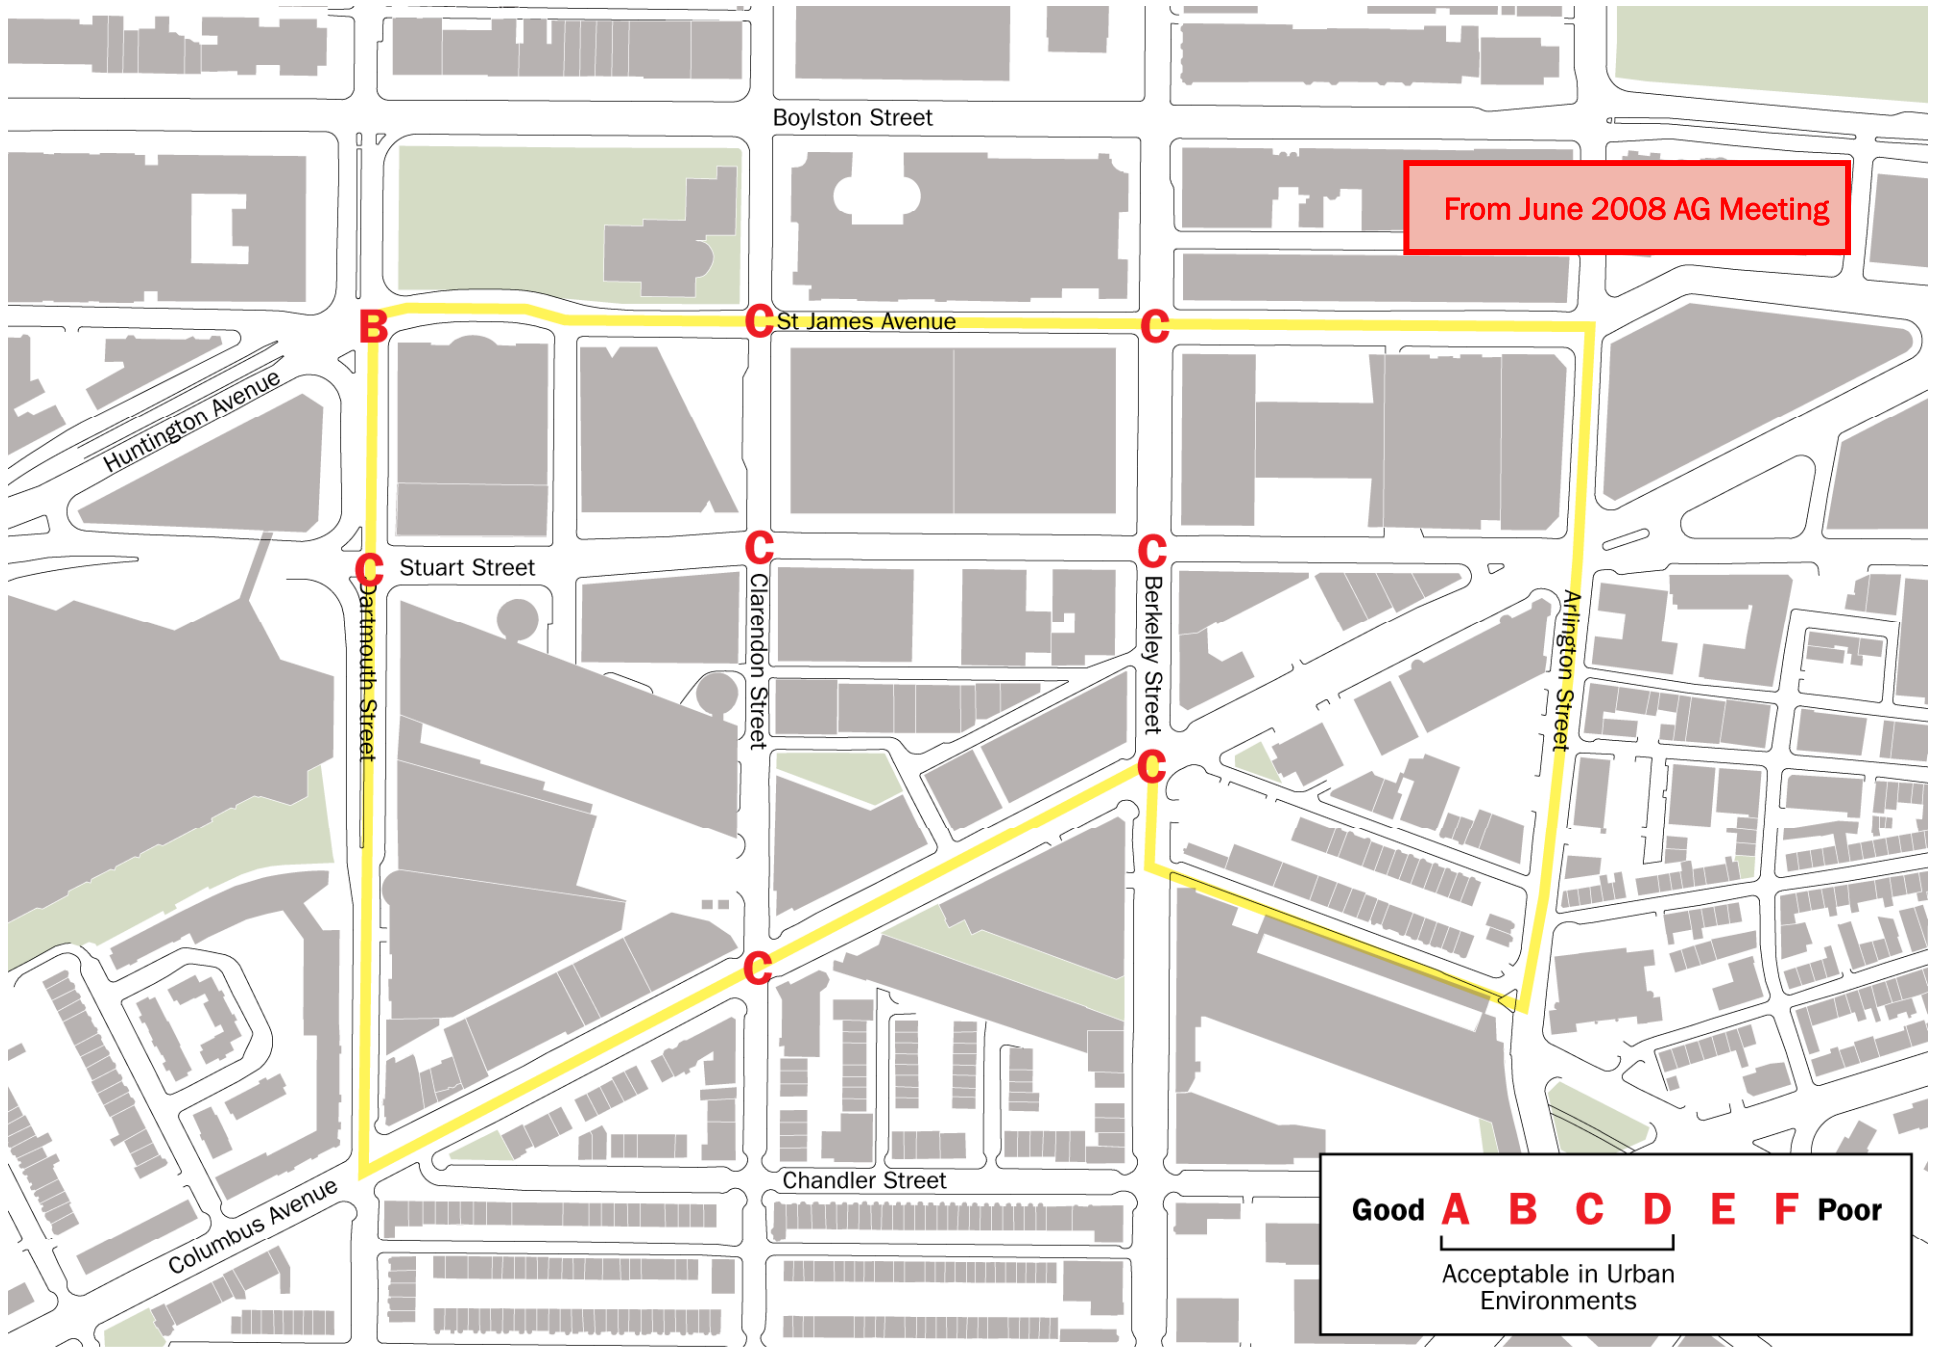 Boylston Street
From June 2008 AG Meeting
B
C
St James Avenue
C
Huntington Avenue
C
Stuart Street
C
C
Dartmouth Street
Clarendon Street
Berkeley Street
Arlington Street
C
C
Chandler Street
Columbus Avenue
Good A B C D E F Poor
Acceptable in Urban
Environments